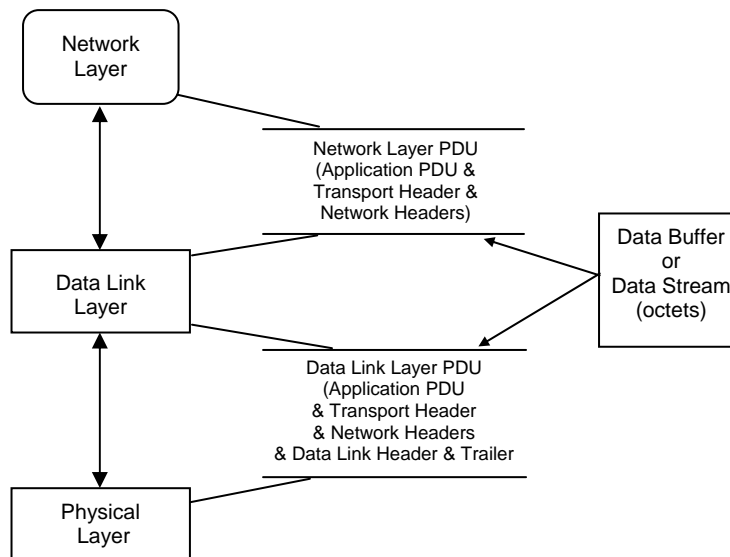 Network
Layer
Network Layer PDU
(Application PDU &
Transport Header &
Network Headers)
Data Buffer
or
Data Stream
(octets)
Data Link
Layer
Data Link Layer PDU
(Application PDU
& Transport Header
& Network Headers
& Data Link Header & Trailer
Physical
Layer